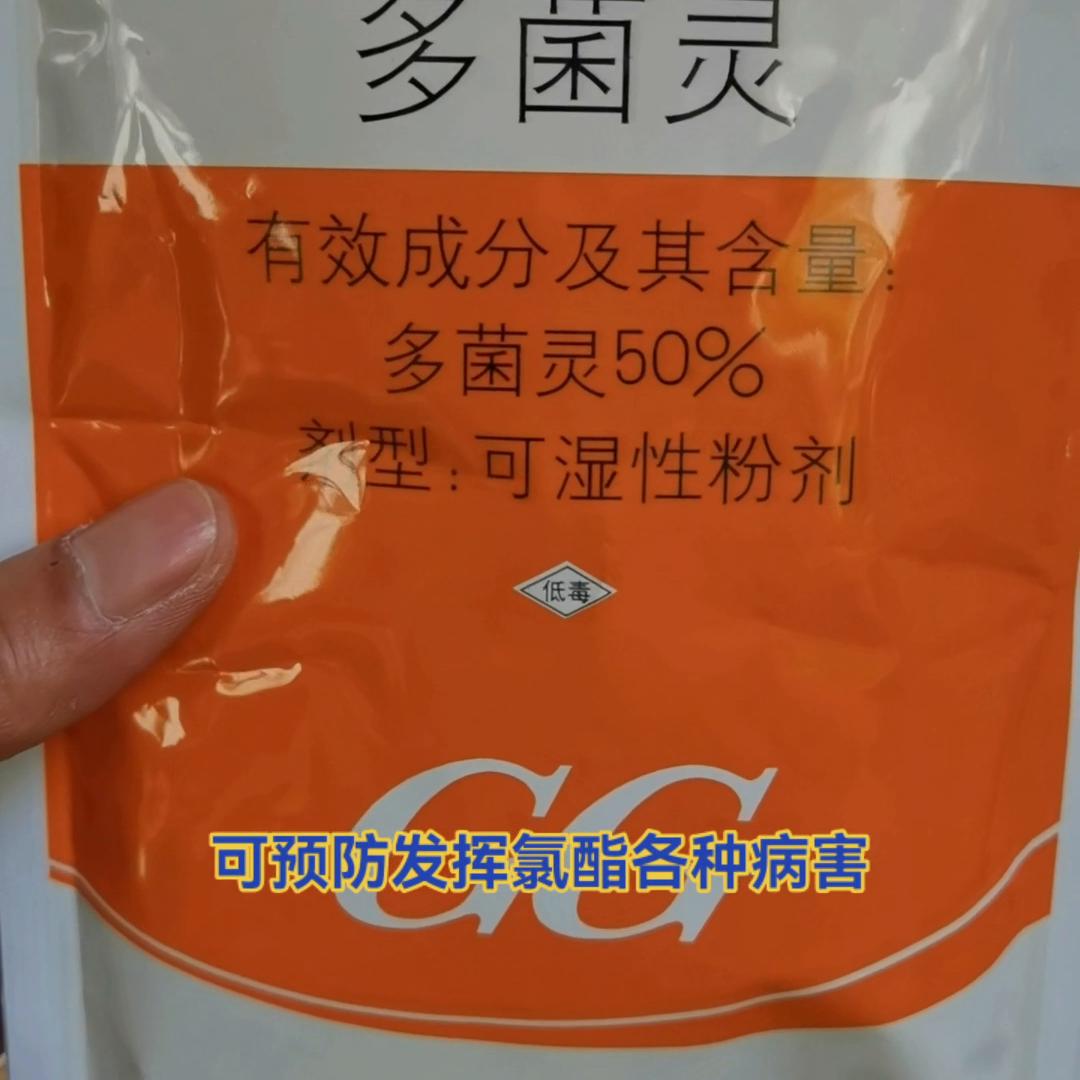 多菌灵
有效成分及其含量：
多菌灵50%
剂型：可湿性粉剂
低毒
GG
可预防发挥氯酯各种病害